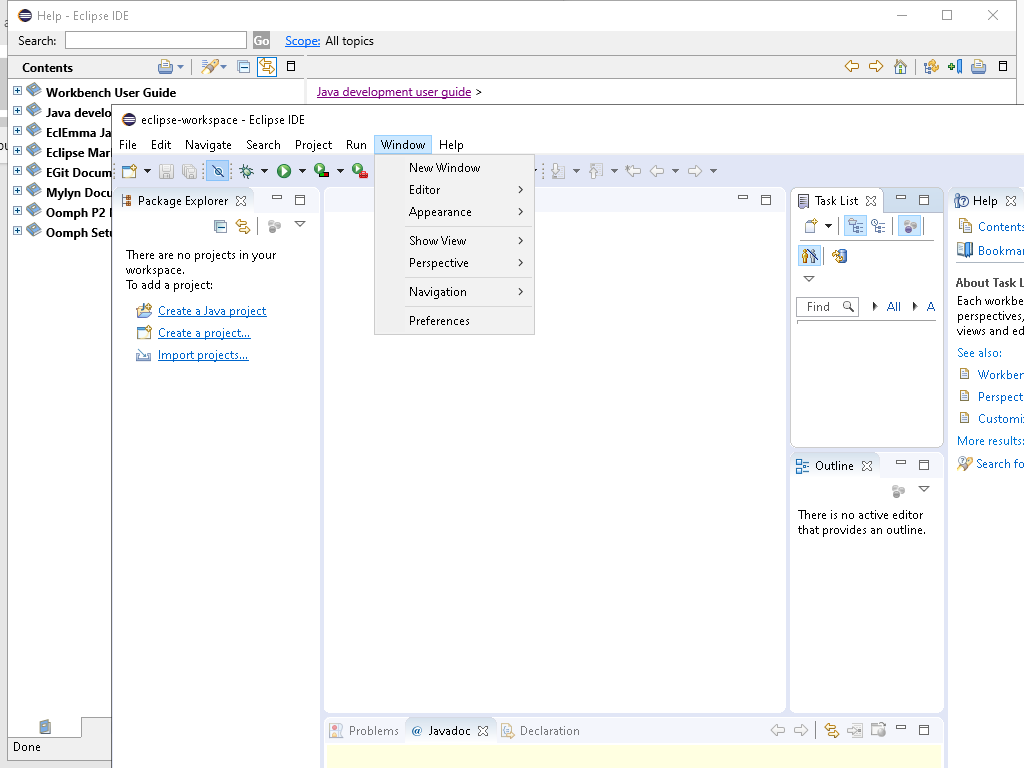 Help - Eclipse IDE
Search:
Go
Scope: All topics
Contents
Workbench User Guide
Java development user guide >
Java develo
EclEmma Ja
Eclipse Mar
EGit Docum
Mylyn Docu
Oomph P2
Oomph Setu
Done
eclipse-workspace - Eclipse IDE
File Edit Navigate Search Project Run Window Help
New Window
Editor
Appearance
Show View
Perspective
Navigation
Preferences
Package Explorer
There are no projects in your
workspace.
To add a project:
Create a Java project
Create a project...
Import projects...
Task List
Find
All
A
Outline
There is no active editor
that provides an outline.
Help
Contents
Bookmar
About Task L
Each workbe
perspectives,
views and ed
See also:
Workben
Perspect
Customi
More results:
Search fo
Problems
@ Javadoc
Declaration